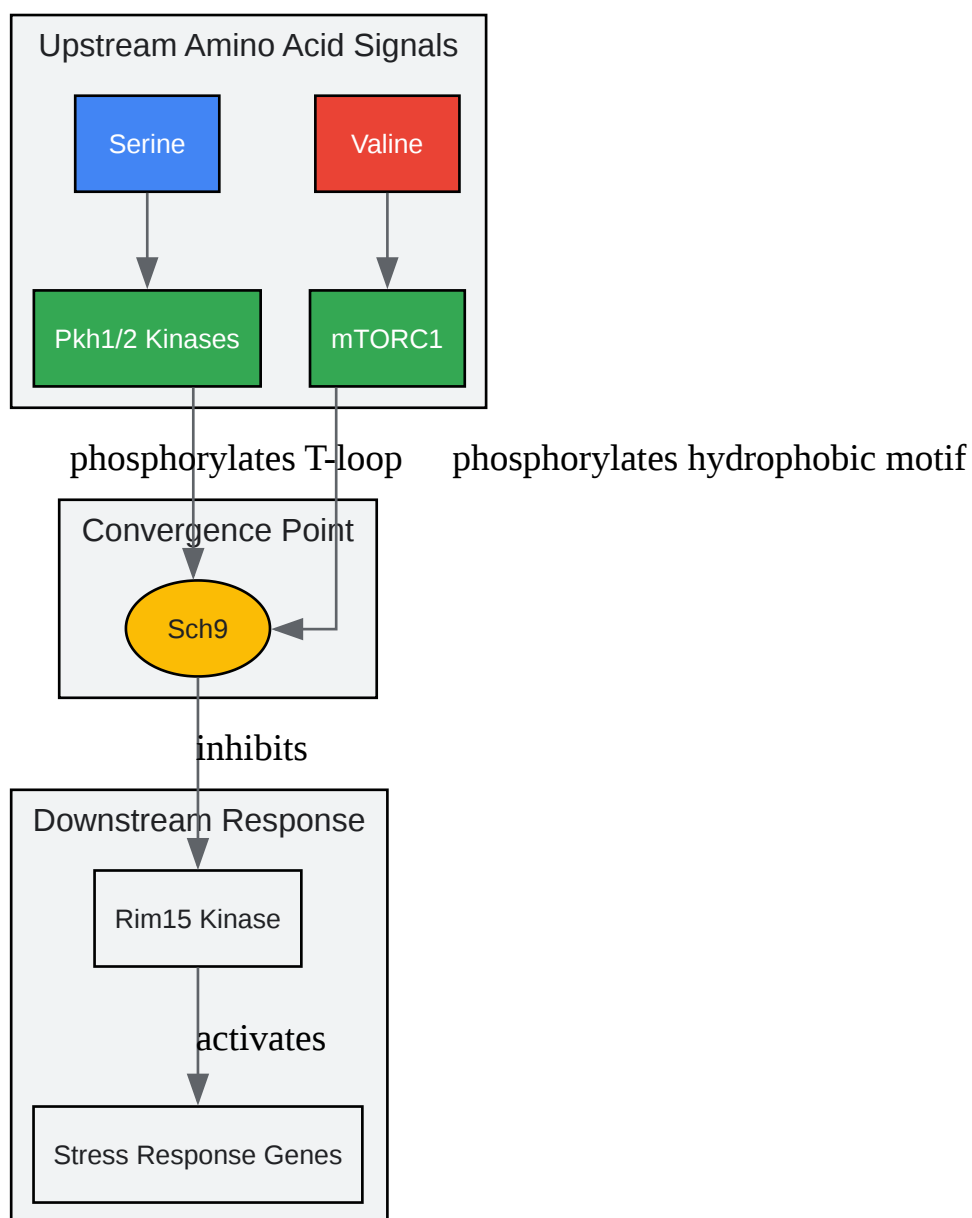 Upstream Amino Acid Signals
Serine
Valine
Pkh1/2 Kinases
mTORC1
phosphorylates T-loop
phosphorylates hydrophobic motif
Convergence Point
Sch9
inhibits
Downstream Response
Rim15 Kinase
activates
Stress Response Genes